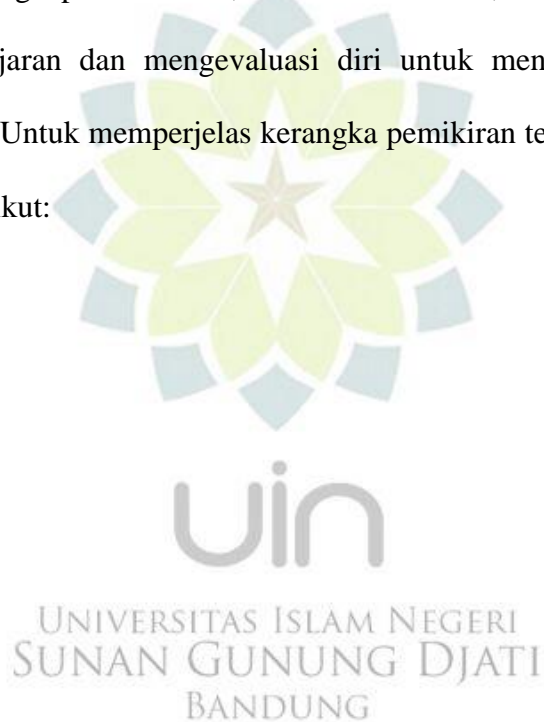 jaran dan mengevaluasi diri untuk men
Untuk memperjelas kerangka pemikiran te
kut:
uin
UNIVERSITAS ISLAM NEGERI
SUNAN GUNUNG DJATI
BANDUNG